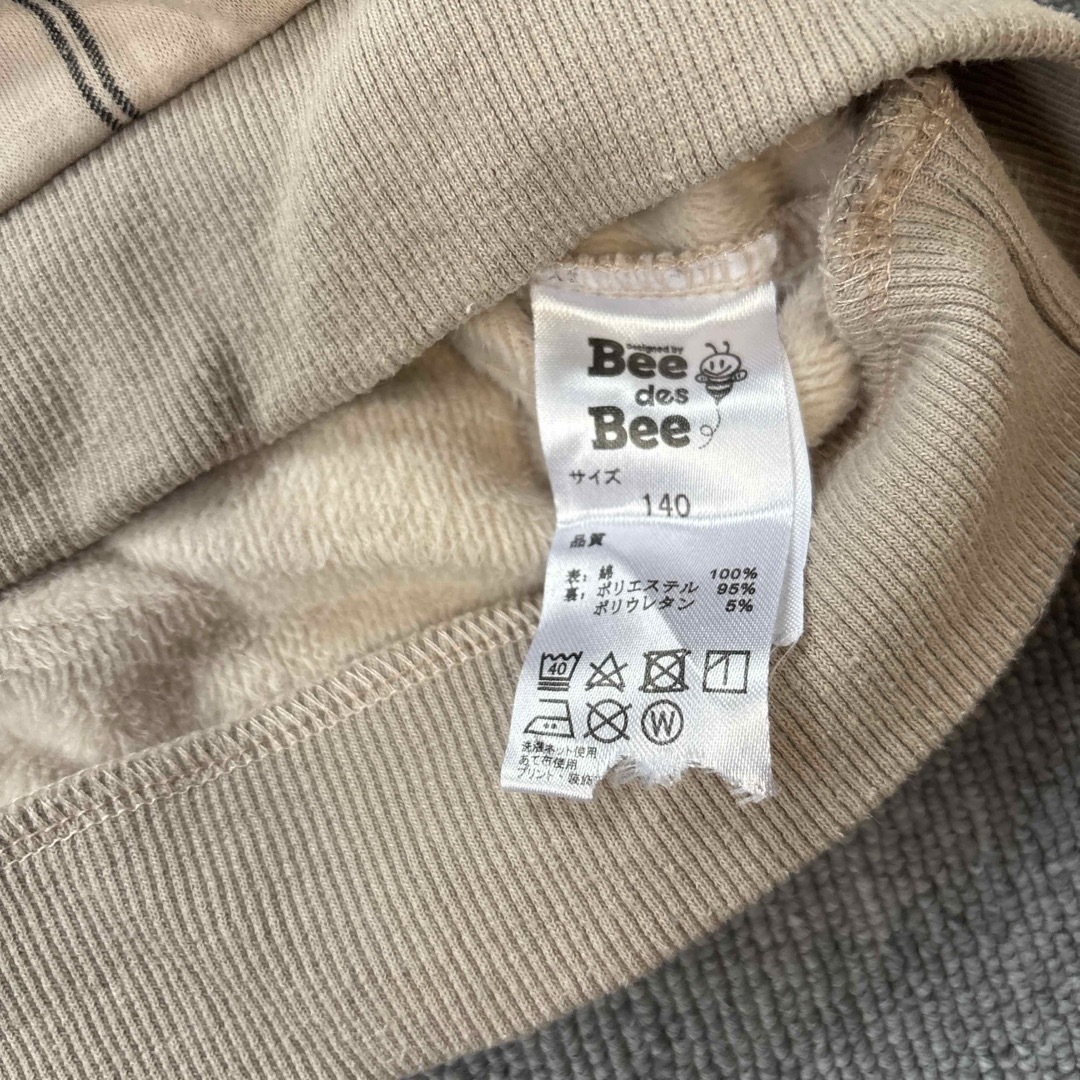 Designed by
Bee
des
Bee
サイズ
140
品質
表: 綿 100%
裏: ポリエステル 95%
ポリウレタン 5%
40
W
洗濯ネット使用
あて布使用
プリント・装飾